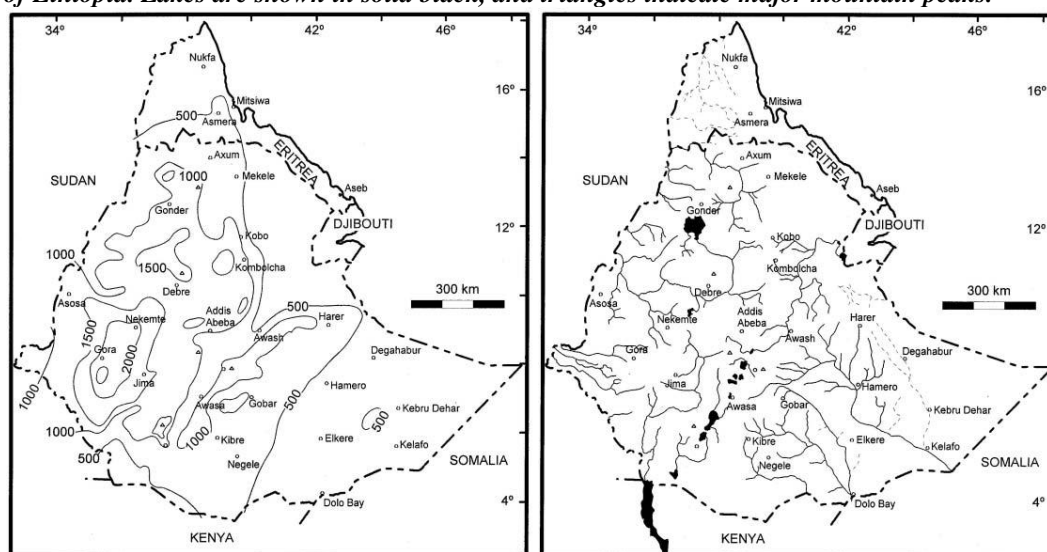 of Ethiopia. Lakes are shown in solid black, and triangles indicate major mountain peaks.
34°
42°
Nukfa
16°
Mitsiwa
500
Asmera
Axum
ERITREA
SUDAN
1000
Mekele
Aseb
Gonder
DJIBOUTI
12°
Kobo
1000
1500
Kombolcha
Debre
300 km
Asosa
500
Nekemte
Addis
Abeba
Harer
1500
2000
Awash
Gora
Degahabur
Jima
1000
Hamero
500
Awasa
Gobar
Kebru Dehar
500
1000
1000
Kibre
Elkere
Kelafo
500
SOMALIA
Negele
4°
Dolo Bay
KENYA
38°
42°
46°
Nukfa
16°
Mitsiwa
Asmera
Axum
ERITREA
SUDAN
Mekele
Aseb
Gonder
DJIBOUTI
12°
Kobo
Kombolcha
Debre
300 km
Asosa
Nekemte
Addis
Abeba
Harer
Awash
Gora
Degahabur
Jima
Hamero
Awasa
Gobar
Kebru Dehar
Kibre
Elkere
Kelafo
SOMALIA
Negele
4°
Dolo Bay
KENYA